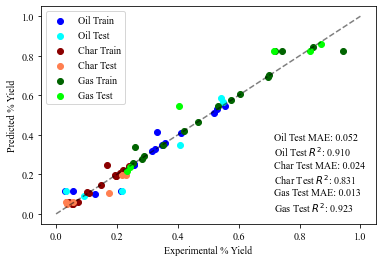 1.0
0.8
0.6
0.4
0.2
0.0
Predicted % Yield
Oil Train
Oil Test
Char Train
Char Test
Gas Train
Gas Test
Oil Test MAE: 0.052
Oil Test R²: 0.910
Char Test MAE: 0.024
Char Test R²: 0.831
Gas Test MAE: 0.013
Gas Test R²: 0.923
0.0 0.2 0.4 0.6 0.8 1.0
Experimental % Yield